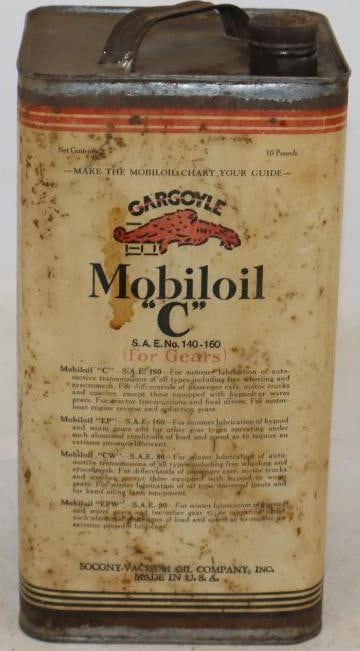 Net Contents 10 Pounds
—MAKE THE MOBILOIL CHART YOUR GUIDE—
GARGOYLE
Mobiloil
"C"
S.A.E. No. 140-160
(For Gears)
Mobiloil "C" S.A.E. 160—For summer lubrication of auto-
motive transmissions of all types including free wheeling and
syncromesh. For differentials of passenger cars, motor trucks
and coaches, except those equipped with hypoid or worm
gears. For tractor transmissions and final drives. For motor-
boat engine reverse and reduction gears.
Mobiloil "EP" S.A.E. 160—For summer lubrication of hypoid
and worm gears and for other gear types operating under
such abnormal conditions of load and speed as to require an
extreme pressure lubricant.
Mobiloil "CW" S.A.E. 90—For winter lubrication of auto-
motive transmissions of all types including free wheeling and
syncromesh. For differentials of passenger cars, motor trucks
and coaches, except those equipped with hypoid or worm
gears. For winter lubrication of oil type universal joints and
for hand oiling farm equipment.
Mobiloil "EPW" S.A.E. 90—For winter lubrication of hypoid
and worm gears and for other gear types operating under
such abnormal conditions of load and speed as to require an
extreme pressure lubricant.
SOCONY-VACUUM OIL COMPANY, INC.
MADE IN U.S.A.